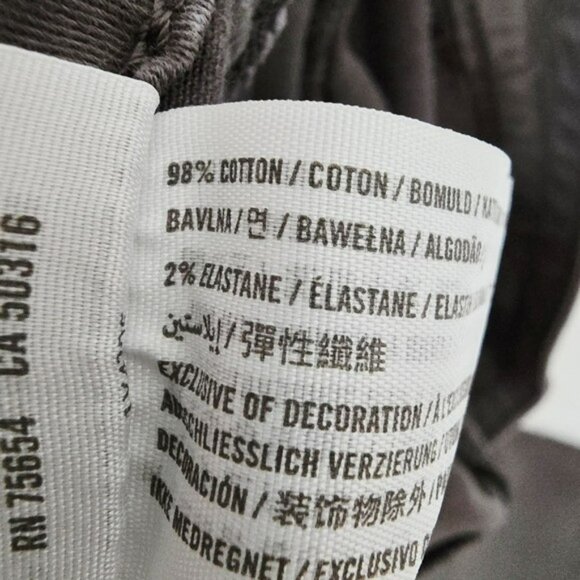 98% COTTON / COTON / BOMULD /
BAVLNA / 면 / BAWEŁNA / ALGODÃO /
2% ELASTANE / ÉLASTANE /
إيلاستين / 彈性纖維
EXCLUSIVE OF DECORATION /
AUSCHLIESSLICH VERZIERUNG
DECORACIÓN / 装饰物除外 /
IKKE MEDREGNET / EXCLUSIVO
RN 75654 CA 50316